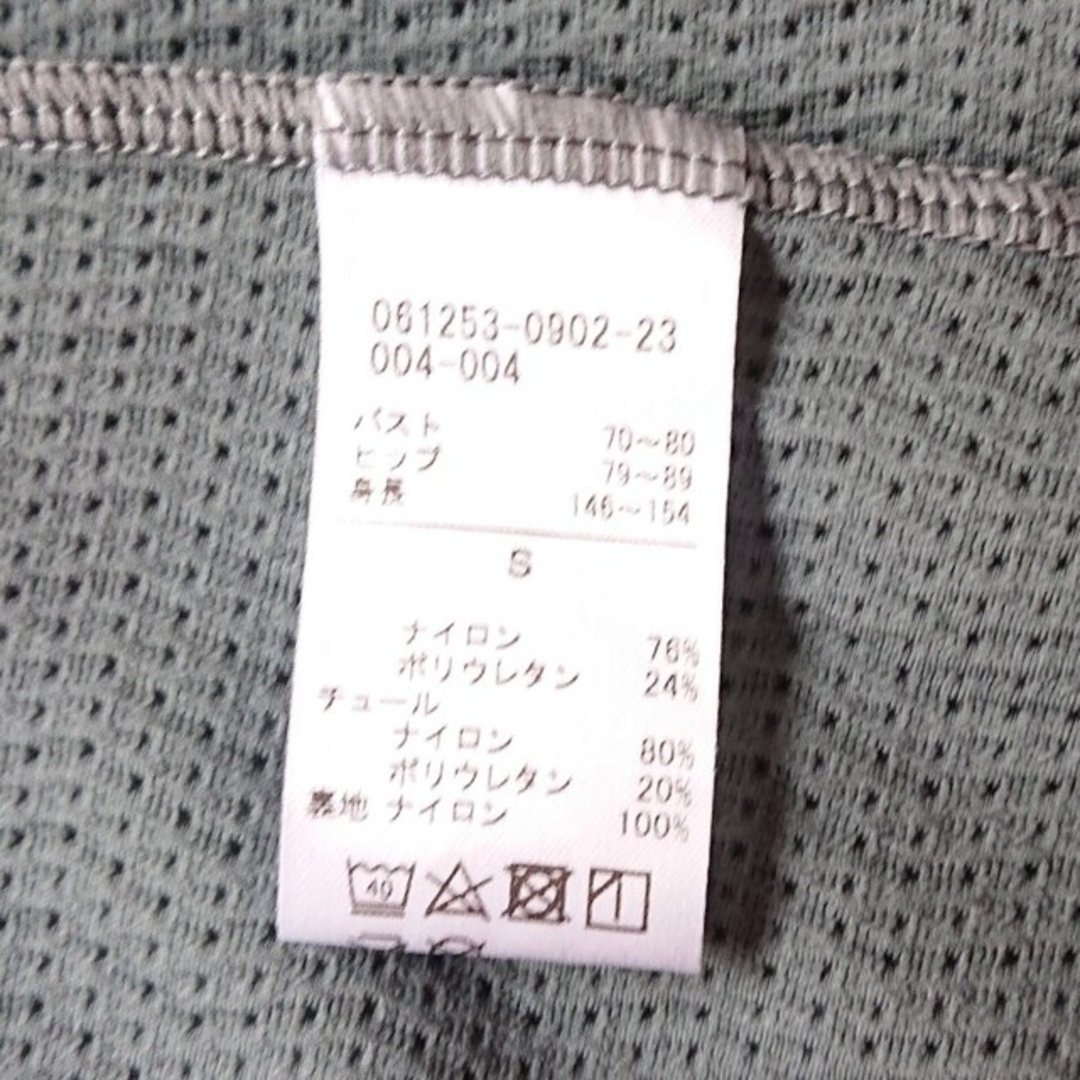 061253-0902-23
004-004
バスト 70～80
ヒップ 79～89
身長 146～154
S
ナイロン 76%
ポリウレタン 24%
チュール
ナイロン 80%
ポリウレタン 20%
裏地 ナイロン 100%
40